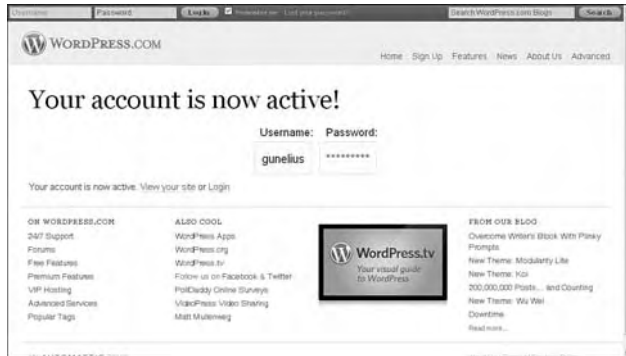 Username Password Log In Remember me Lost your password? Search WordPress.com Blogs Search
WORDPRESS.COM
Home Sign Up Features News About Us Advanced
Your account is now active!
Username: Password:
gunelius *********
Your account is now active. View your site or Login
ON WORDPRESS.COM
24/7 Support
Forums
Free Features
Premium Features
VIP Hosting
Advanced Services
Popular Tags
ALSO COOL
WordPress Apps
WordPress.org
WordPress.tv
Follow us on Facebook & Twitter
PollDaddy Online Surveys
VideoPress Video Sharing
Matt Mullenweg
WordPress.tv
Your visual guide
to WordPress
FROM OUR BLOG
Overcome Writer's Block With Plinky
Prompts
New Theme: Modularity Lite
New Theme: Koi
200,000,000 Posts... and Counting
New Theme: Wu Wei
Downtime
Read more...